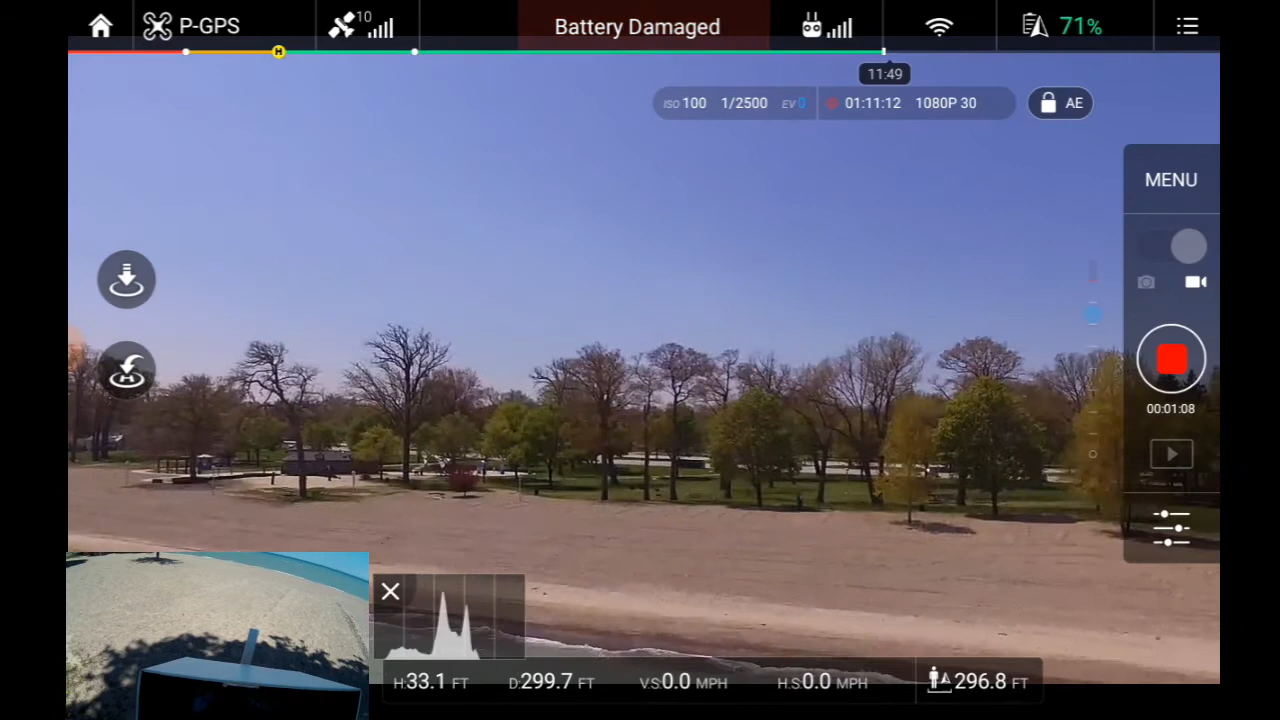 P-GPS
10
Battery Damaged
71%
H
11:49
ISO 100 1/2500 EV 0
01:11:12 1080P 30
AE
MENU
H
00:01:08
H:33.1 FT D:299.7 FT V.S:0.0 MPH H.S:0.0 MPH 296.8 FT